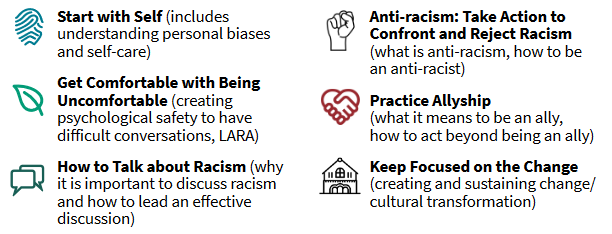 Start with Self (includes
understanding personal biases
and self-care)
Get Comfortable with Being
Uncomfortable (creating
psychological safety to have
difficult conversations, LARA)
How to Talk about Racism (why
it is important to discuss racism
and how to lead an effective
discussion)
Anti-racism: Take Action to
Confront and Reject Racism
(what is anti-racism, how to be
an anti-racist)
Practice Allyship
(what it means to be an ally,
how to act beyond being an ally)
Keep Focused on the Change
(creating and sustaining change/
cultural transformation)